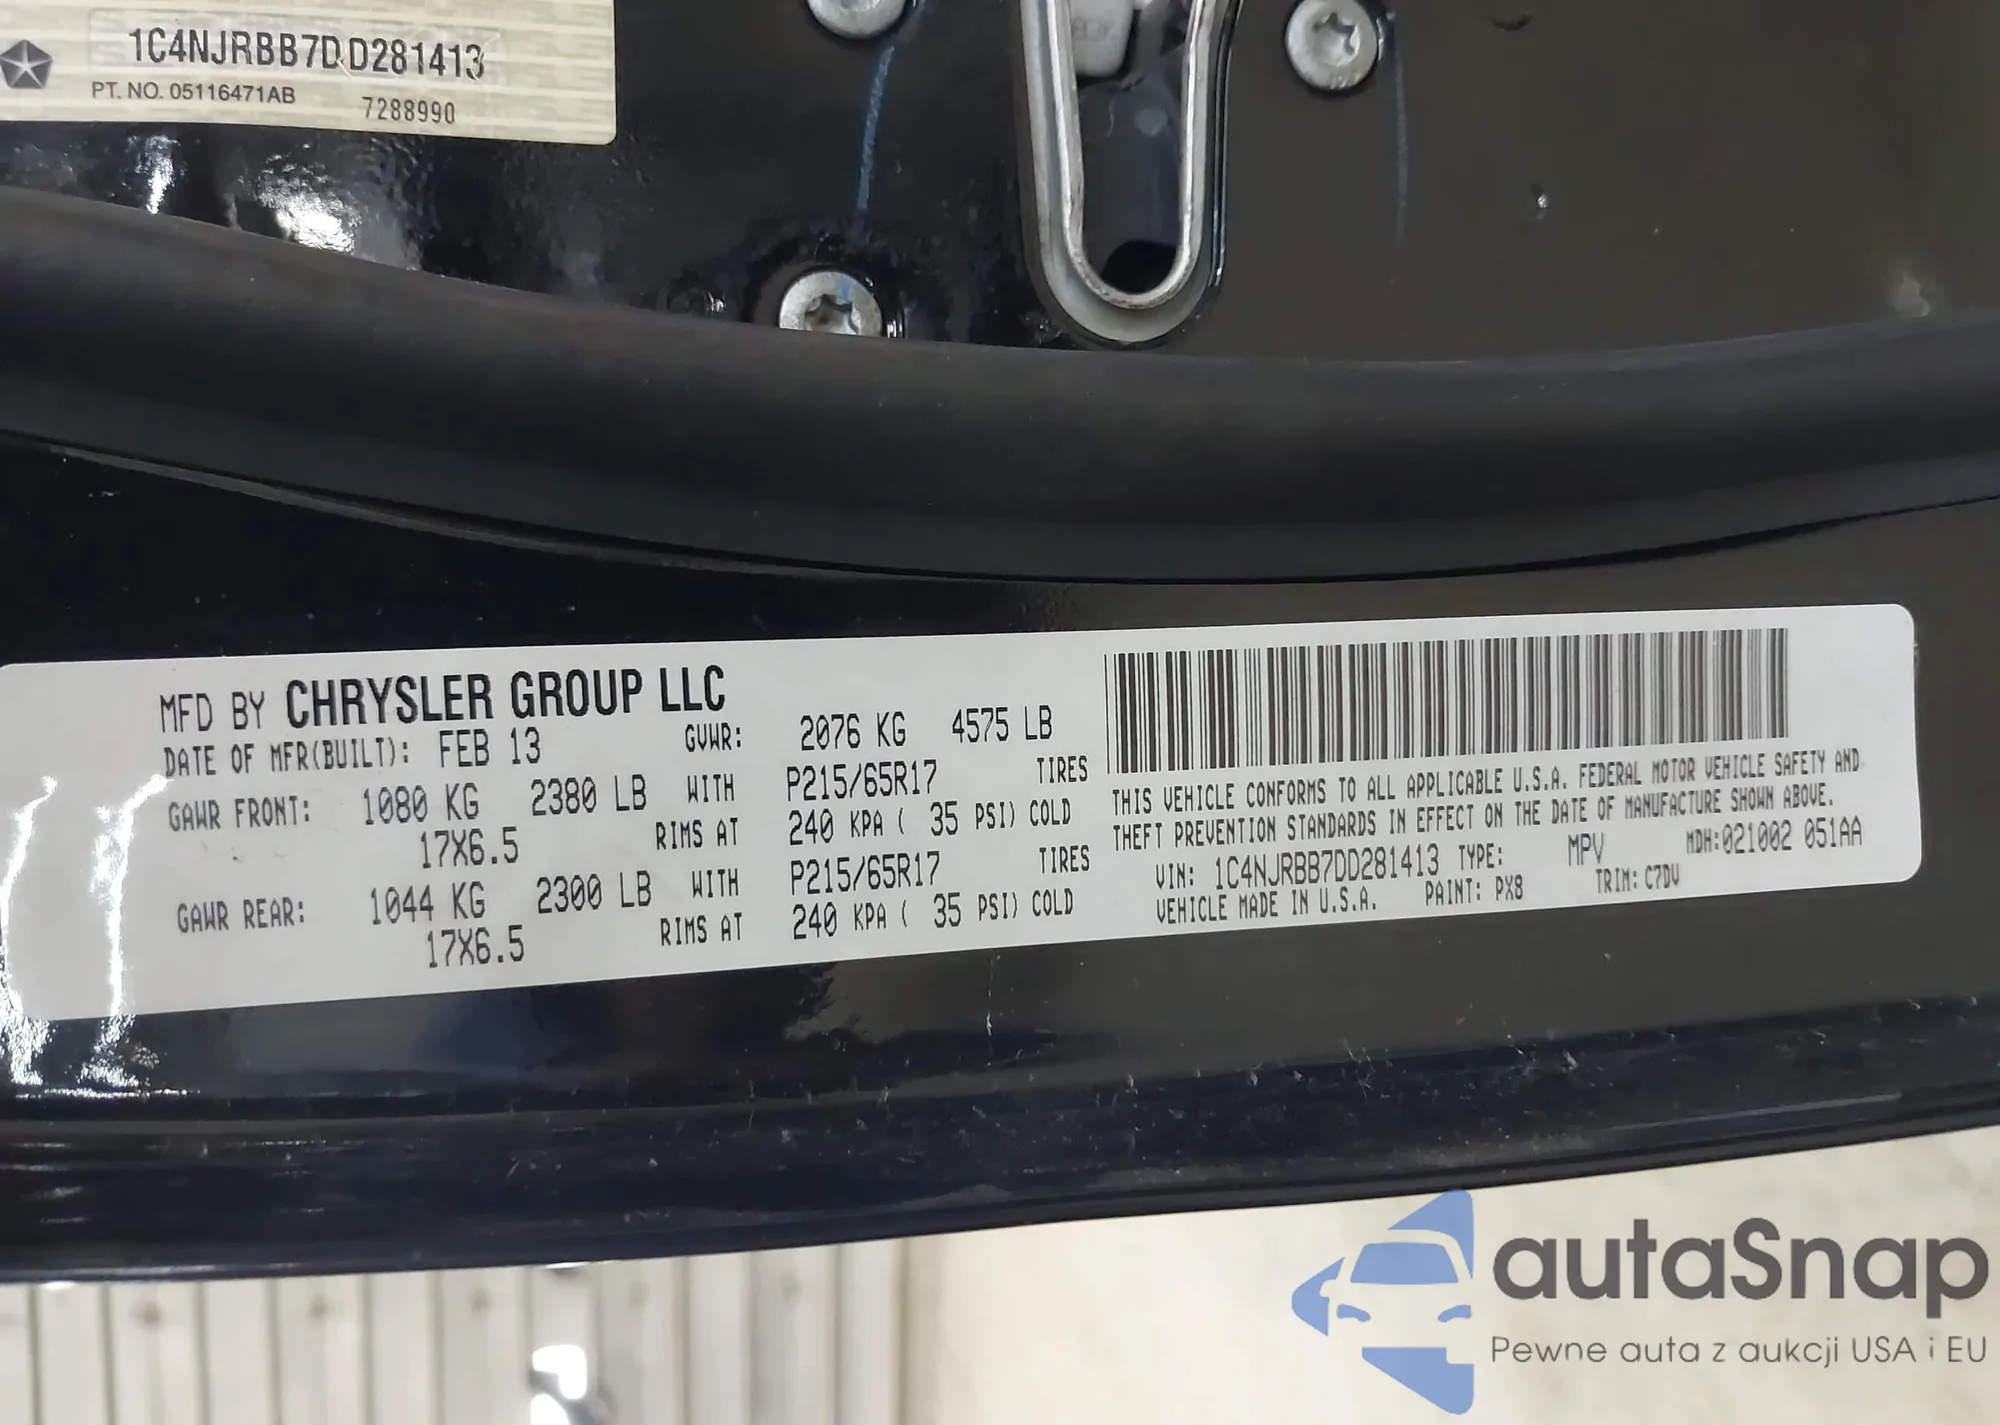 1C4NJRBB7DD281413
PT. NO. 05116471AB 7288990
MFD BY CHRYSLER GROUP LLC
DATE OF MFR(BUILT): FEB 13 GVWR: 2076 KG 4575 LB
GAWR FRONT: 1080 KG 2380 LB WITH P215/65R17 TIRES
17X6.5 RIMS AT 240 KPA ( 35 PSI) COLD
GAWR REAR: 1044 KG 2300 LB WITH P215/65R17 TIRES
17X6.5 RIMS AT 240 KPA ( 35 PSI) COLD
THIS VEHICLE CONFORMS TO ALL APPLICABLE U.S.A. FEDERAL MOTOR VEHICLE SAFETY AND
THEFT PREVENTION STANDARDS IN EFFECT ON THE DATE OF MANUFACTURE SHOWN ABOVE.
VIN: 1C4NJRBB7DD281413 TYPE: MPV MDH:021002 051AA
VEHICLE MADE IN U.S.A. PAINT: PX8 TRIM: C7DV
autaSnap
Pewne auta z aukcji USA i EU